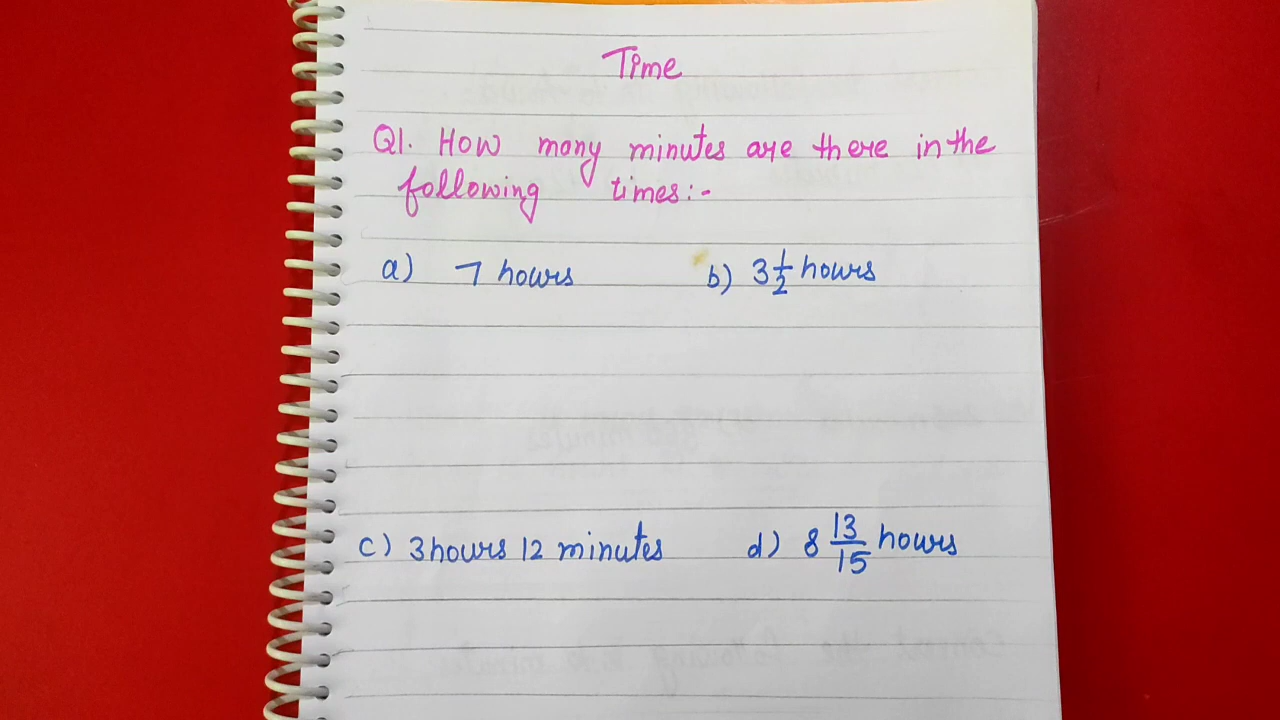 Time
Q1. How many minutes are there in the
following times:-
a) 7 hours b) 3 1/2 hours
c) 3 hours 12 minutes d) 8 13/15 hours